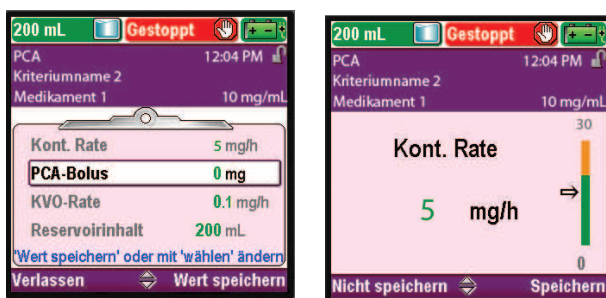 200 mL Gestoppt
PCA 12:04 PM
Kriteriumname 2
Medikament 1 10 mg/mL
Kont. Rate 5 mg/h
PCA-Bolus 0 mg
KVO-Rate 0.1 mg/h
Reservoirinhalt 200 mL
'Wert speichern' oder mit 'wählen' ändern
Verlassen Wert speichern
200 mL Gestoppt
PCA 12:04 PM
Kriteriumname 2
Medikament 1 10 mg/mL
30
Kont. Rate
5 mg/h
0
Nicht speichern Speichern